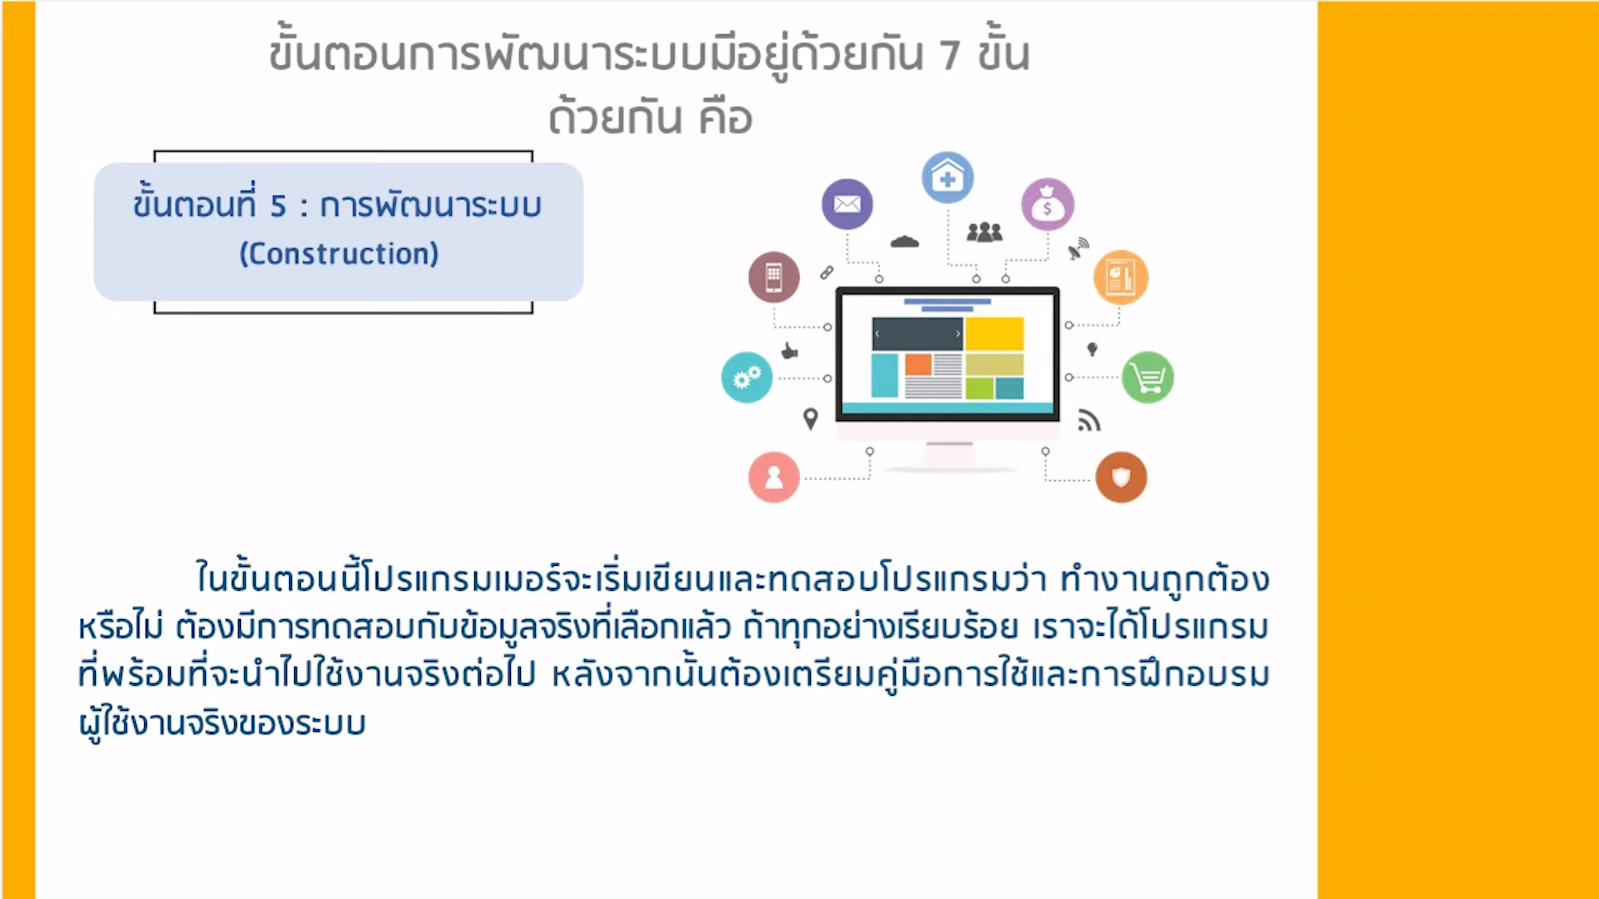 ขั้นตอนการพัฒนาระบบมีอยู่ด้วยกัน 7 ขั้น
ด้วยกัน คือ
ขั้นตอนที่ 5 : การพัฒนาระบบ
(Construction)
ในขั้นตอนนี้โปรแกรมเมอร์จะเริ่มเขียนและทดสอบโปรแกรมว่า ทำงานถูกต้อง
หรือไม่ ต้องมีการทดสอบกับข้อมูลจริงที่เลือกแล้ว ถ้าทุกอย่างเรียบร้อย เราจะได้โปรแกรม
ที่พร้อมที่จะนำไปใช้งานจริงต่อไป หลังจากนั้นต้องเตรียมคู่มือการใช้และการฝึกอบรม
ผู้ใช้งานจริงของระบบ